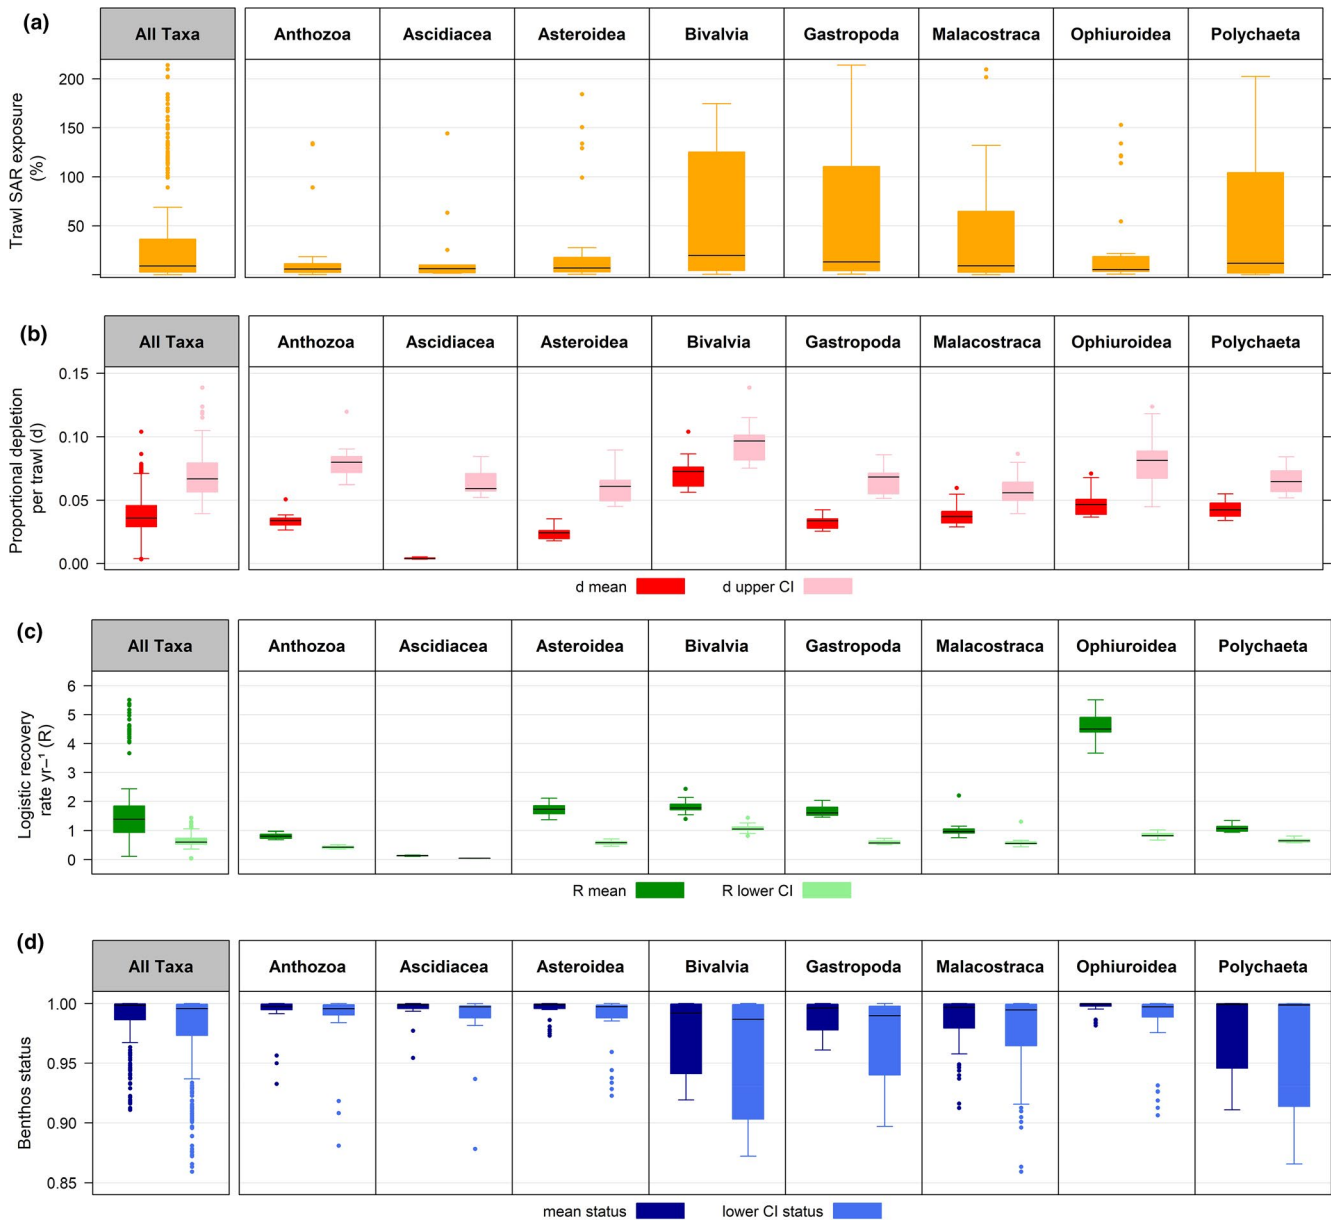 (a)
All Taxa Anthozoa Ascidiacea Asteroidea Bivalvia Gastropoda Malacostraca Ophiuroidea Polychaeta
Trawl SAR exposure
(%)
200
150
100
50
(b)
All Taxa Anthozoa Ascidiacea Asteroidea Bivalvia Gastropoda Malacostraca Ophiuroidea Polychaeta
Proportional depletion
per trawl (d)
0.15
0.10
0.05
0.00
d mean d upper CI
(c)
All Taxa Anthozoa Ascidiacea Asteroidea Bivalvia Gastropoda Malacostraca Ophiuroidea Polychaeta
Logistic recovery
rate yr–¹ (R)
6
5
4
3
2
1
0
R mean R lower CI
(d)
All Taxa Anthozoa Ascidiacea Asteroidea Bivalvia Gastropoda Malacostraca Ophiuroidea Polychaeta
Benthos status
1.00
0.95
0.90
0.85
mean status lower CI status